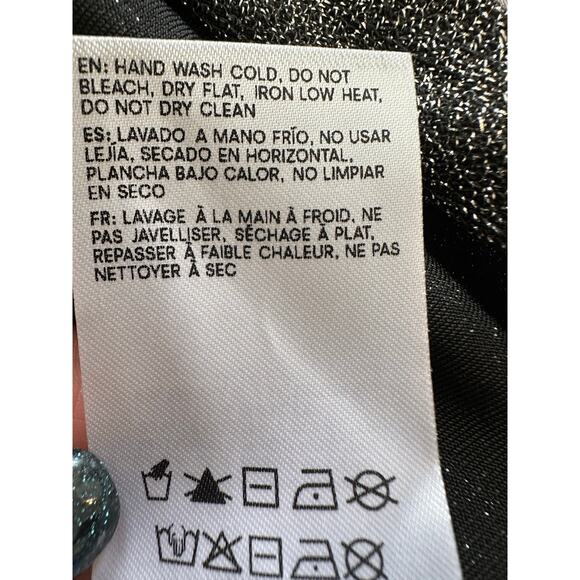 EN: HAND WASH COLD, DO NOT
BLEACH, DRY FLAT, IRON LOW HEAT,
DO NOT DRY CLEAN
ES: LAVADO A MANO FRÍO, NO USAR
LEJÍA, SECADO EN HORIZONTAL,
PLANCHA BAJO CALOR, NO LIMPIAR
EN SECO
FR: LAVAGE À LA MAIN À FROID, NE
PAS JAVELLISER, SÉCHAGE À PLAT,
REPASSER À FAIBLE CHALEUR, NE PAS
NETTOYER À SEC